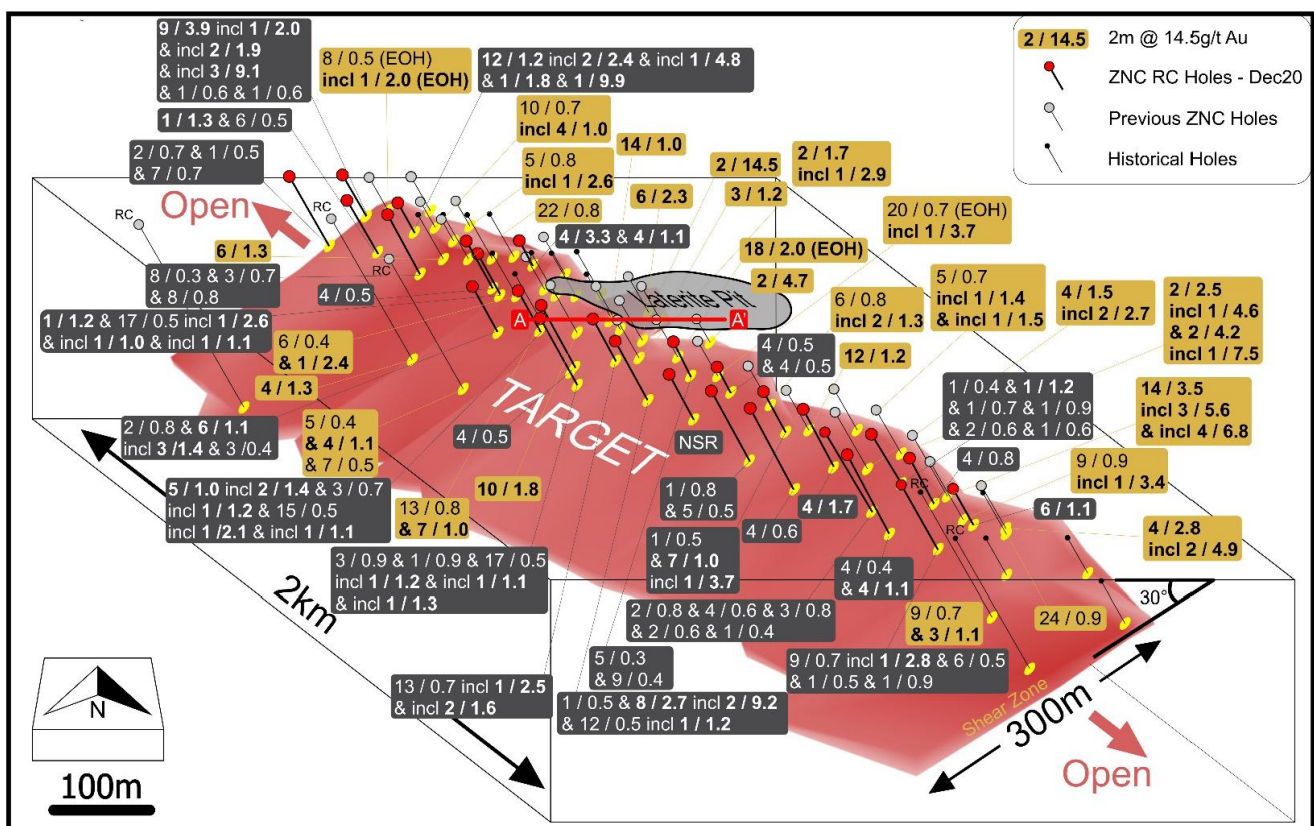 9 / 3.9 incl 1 / 2.0
& incl 2 / 1.9
& incl 3 / 9.1
& 1 / 0.6 & 1 / 0.6
8 / 0.5 (EOH)
incl 1 / 2.0 (EOH)
12 / 1.2 incl 2 / 2.4 & incl 1 / 4.8
& 1 / 1.8 & 1 / 9.9
2 / 14.5
2m @ 14.5g/t Au
ZNC RC Holes - Dec20
Previous ZNC Holes
Historical Holes
1 / 1.3 & 6 / 0.5
10 / 0.7
incl 4 / 1.0
14 / 1.0
2 / 0.7 & 1 / 0.5
& 7 / 0.7
5 / 0.8
incl 1 / 2.6
2 / 14.5
2 / 1.7
incl 1 / 2.9
6 / 2.3
3 / 1.2
RC
RC
Open
22 / 0.8
4 / 3.3 & 4 / 1.1
20 / 0.7 (EOH)
incl 1 / 3.7
6 / 1.3
RC
18 / 2.0 (EOH)
2 / 4.7
8 / 0.3 & 3 / 0.7
& 8 / 0.8
4 / 0.5
Laterite Pit
A
A'
5 / 0.7
incl 1 / 1.4
& incl 1 / 1.5
6 / 0.8
incl 2 / 1.3
4 / 1.5
incl 2 / 2.7
2 / 2.5
incl 1 / 4.6
& 2 / 4.2
incl 1 / 7.5
1 / 1.2 & 17 / 0.5 incl 1 / 2.6
& incl 1 / 1.0 & incl 1 / 1.1
6 / 0.4
& 1 / 2.4
4 / 1.3
4 / 0.5
& 4 / 0.5
12 / 1.2
1 / 0.4 & 1 / 1.2
& 1 / 0.7 & 1 / 0.9
& 2 / 0.6 & 1 / 0.6
14 / 3.5
incl 3 / 5.6
& incl 4 / 6.8
TARGET
2 / 0.8 & 6 / 1.1
incl 3 /1.4 & 3 /0.4
5 / 0.4
& 4 / 1.1
& 7 / 0.5
4 / 0.5
NSR
4 / 0.8
9 / 0.9
incl 1 / 3.4
RC
RC
5 / 1.0 incl 2 / 1.4 & 3 / 0.7
incl 1 / 1.2 & 15 / 0.5
incl 1 /2.1 & incl 1 / 1.1
13 / 0.8
& 7 / 1.0
10 / 1.8
1 / 0.8
& 5 / 0.5
4 / 0.6
4 / 1.7
6 / 1.1
4 / 2.8
incl 2 / 4.9
3 / 0.9 & 1 / 0.9 & 17 / 0.5
incl 1 / 1.2 & incl 1 / 1.1
& incl 1 / 1.3
1 / 0.5
& 7 / 1.0
incl 1 / 3.7
4 / 0.4
& 4 / 1.1
30°
2km
2 / 0.8 & 4 / 0.6 & 3 / 0.8
& 2 / 0.6 & 1 / 0.4
9 / 0.7
& 3 / 1.1
24 / 0.9
5 / 0.3
& 9 / 0.4
9 / 0.7 incl 1 / 2.8 & 6 / 0.5
& 1 / 0.5 & 1 / 0.9
13 / 0.7 incl 1 / 2.5
& incl 2 / 1.6
1 / 0.5 & 8 / 2.7 incl 2 / 9.2
& 12 / 0.5 incl 1 / 1.2
Shear Zone
300m
Open
N
100m